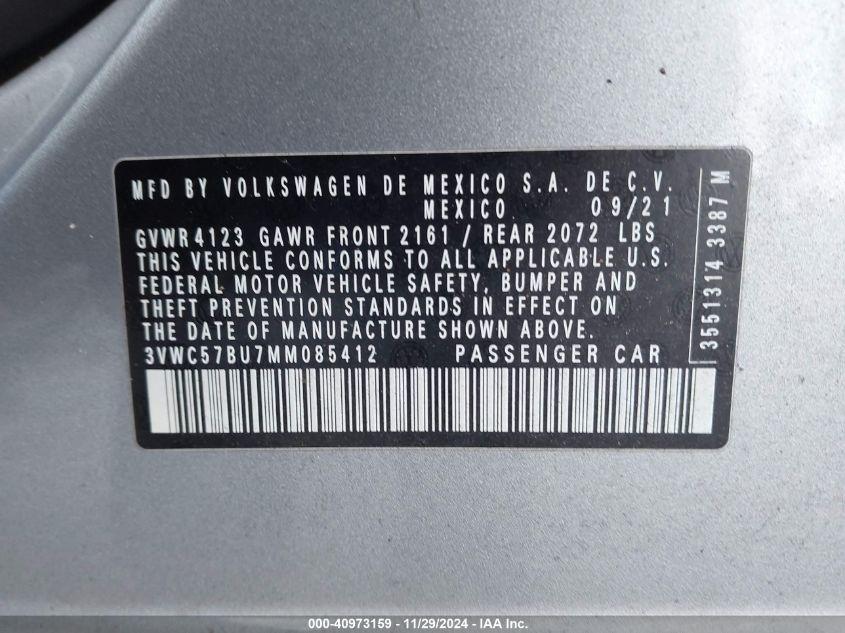 MFD BY VOLKSWAGEN DE MEXICO S.A. DE C.V.
MEXICO 09/21
GVWR 4123 GAWR FRONT 2161 / REAR 2072 LBS
THIS VEHICLE CONFORMS TO ALL APPLICABLE U.S.
FEDERAL MOTOR VEHICLE SAFETY, BUMPER AND
THEFT PREVENTION STANDARDS IN EFFECT ON
THE DATE OF MANUFACTURE SHOWN ABOVE.
3VWC57BU7MM085412 PASSENGER CAR
3551314 3387 M
000-40973159 - 11/29/2024 - IAA Inc.